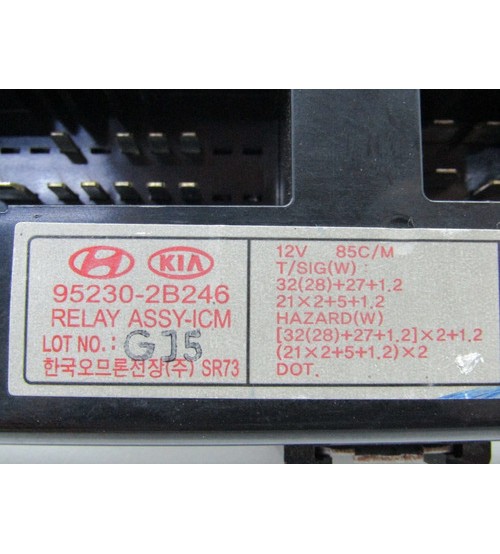 KIA
95230-2B246
RELAY ASSY-ICM
LOT NO.: GJ5
한국오므론전장(주) SR73
12V 85C/M
T/SIG(W)
32(28)+27+1.2
21×2+5+1.2
HAZARD(W)
[32(28)+27+1.2]×2+1.2
(21×2+5+1.2)×2
DOT.